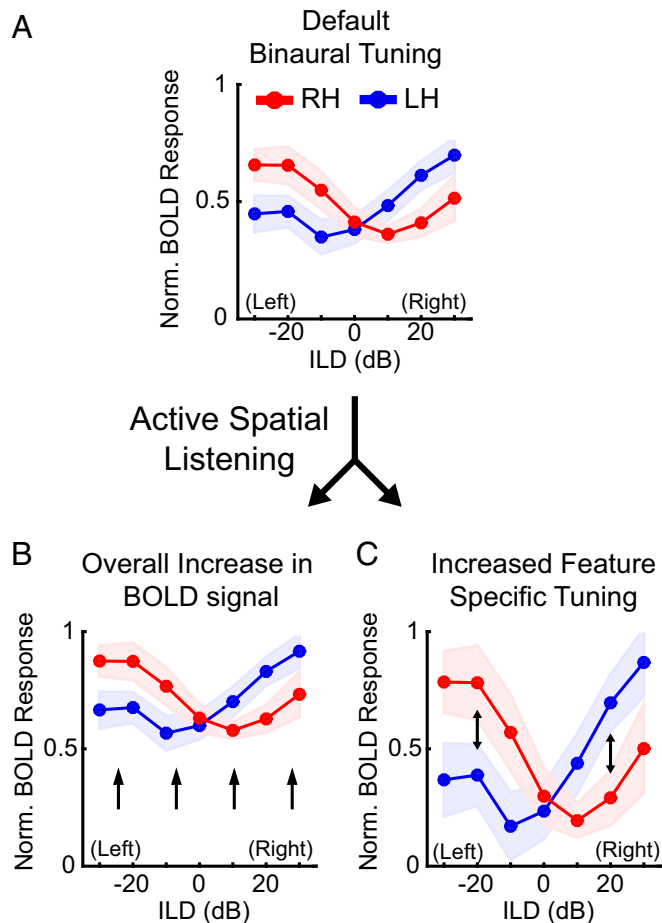 A
Default
Binaural Tuning
RH LH
1
0.5
0
Norm. BOLD Response
(Left) (Right)
-20 0 20
ILD (dB)
Active Spatial
Listening
B
Overall Increase in
BOLD signal
1
0.5
0
Norm. BOLD Response
(Left) (Right)
-20 0 20
ILD (dB)
C
Increased Feature
Specific Tuning
1
0.5
0
Norm. BOLD Response
(Left) (Right)
-20 0 20
ILD (dB)